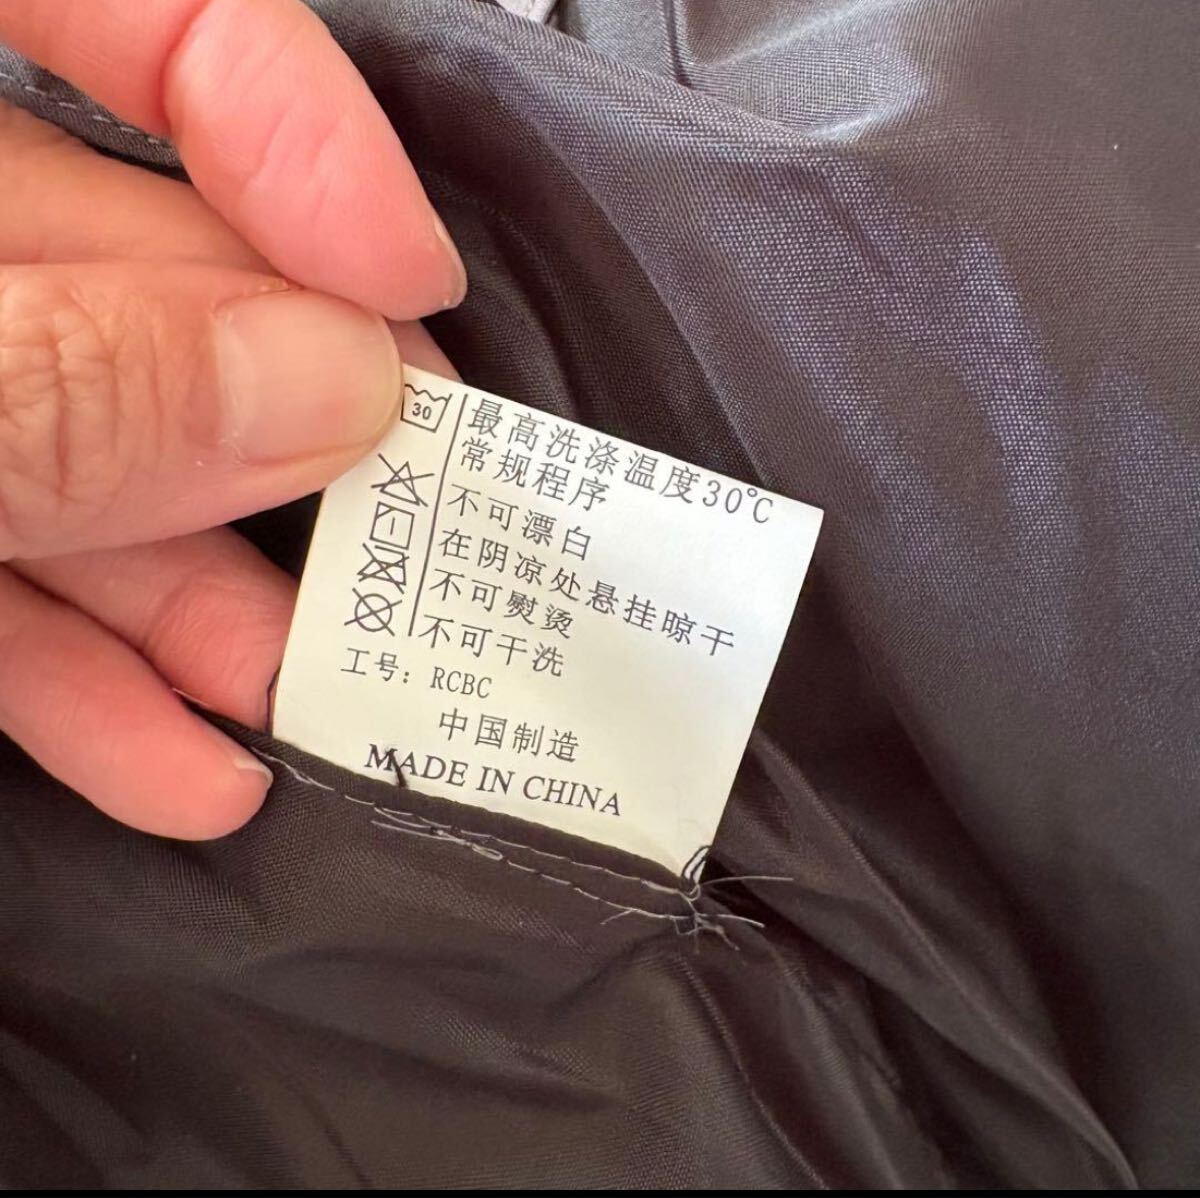 30
最高洗涤温度30℃
常规程序
不可漂白
在阴凉处悬挂晾干
不可熨烫
不可干洗
工号: RCBC
中国制造
MADE IN CHINA